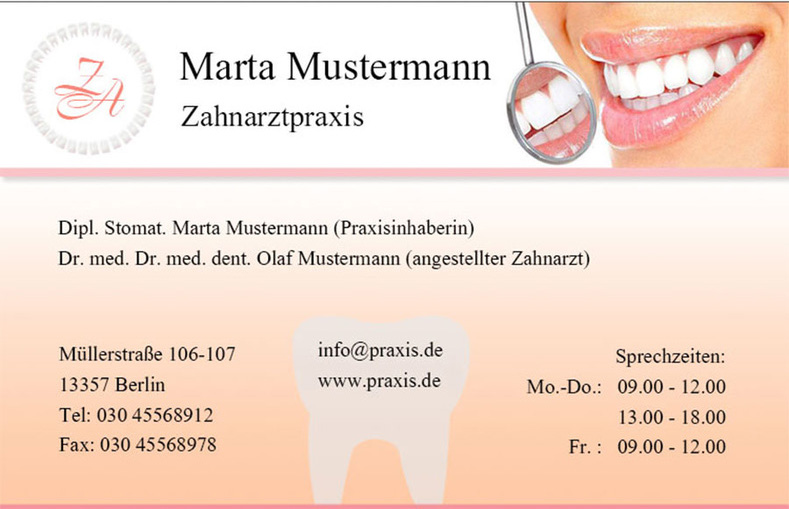 ZA
Marta Mustermann
Zahnarztpraxis
Dipl. Stomat. Marta Mustermann (Praxisinhaberin)
Dr. med. Dr. med. dent. Olaf Mustermann (angestellter Zahnarzt)
Müllerstraße 106-107
13357 Berlin
Tel: 030 45568912
Fax: 030 45568978
info@praxis.de
www.praxis.de
Sprechzeiten:
Mo.-Do.: 09.00 - 12.00
13.00 - 18.00
Fr. : 09.00 - 12.00